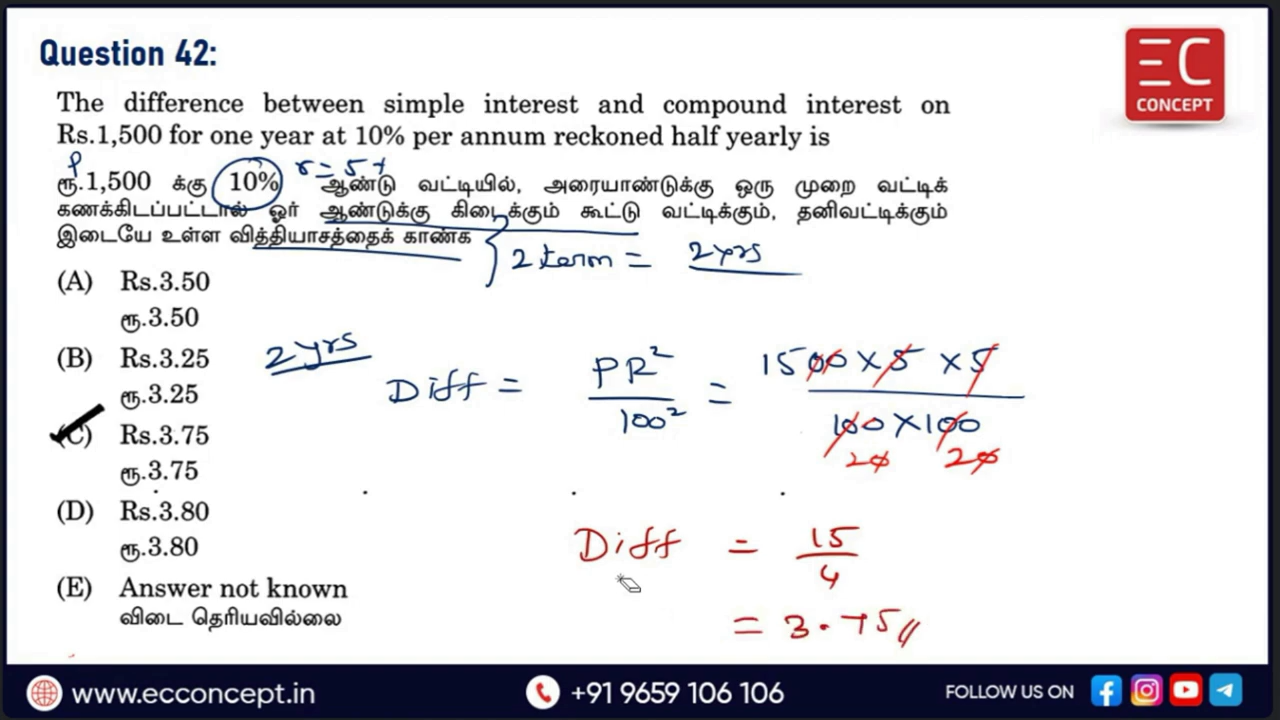 Question 42:
EC
CONCEPT
The difference between simple interest and compound interest on
Rs.1,500 for one year at 10% per annum reckoned half yearly is
P r = 5 %
ரூ.1,500 க்கு 10% ஆண்டு வட்டியில், அரையாண்டுக்கு ஒரு முறை வட்டிக்
கணக்கிடப்பட்டால் ஓர் ஆண்டுக்கு கிடைக்கும் கூட்டு வட்டிக்கும், தனிவட்டிக்கும்
இடையே உள்ள வித்தியாசத்தைக் காண்க
2 term = 2yrs
(A) Rs.3.50
ரூ.3.50
(B) Rs.3.25
ரூ.3.25
(C) Rs.3.75
ரூ.3.75
(D) Rs.3.80
ரூ.3.80
(E) Answer not known
விடை தெரியவில்லை
2yrs
Diff = PR² / 100² = 1500 × 5 × 5 / 100 × 100
20 20
Diff = 15 / 4
= 3.75
www.ecconcept.in
+91 9659 106 106
FOLLOW US ON